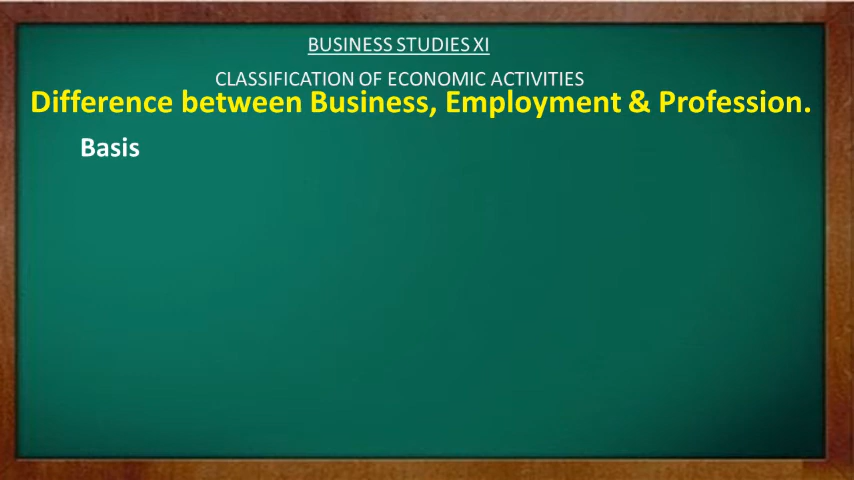 BUSINESS STUDIES XI
CLASSIFICATION OF ECONOMIC ACTIVITIES
Difference between Business, Employment & Profession.
Basis